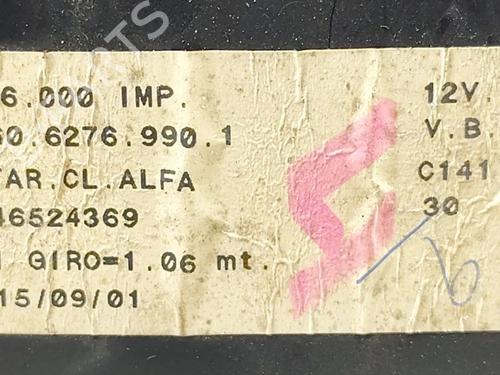 6.000 IMP.
60.6276.990.1
TAR.CL.ALFA
46524369
GIRO=1.06 mt.
15/09/01
12V.
V.B.
C141
30